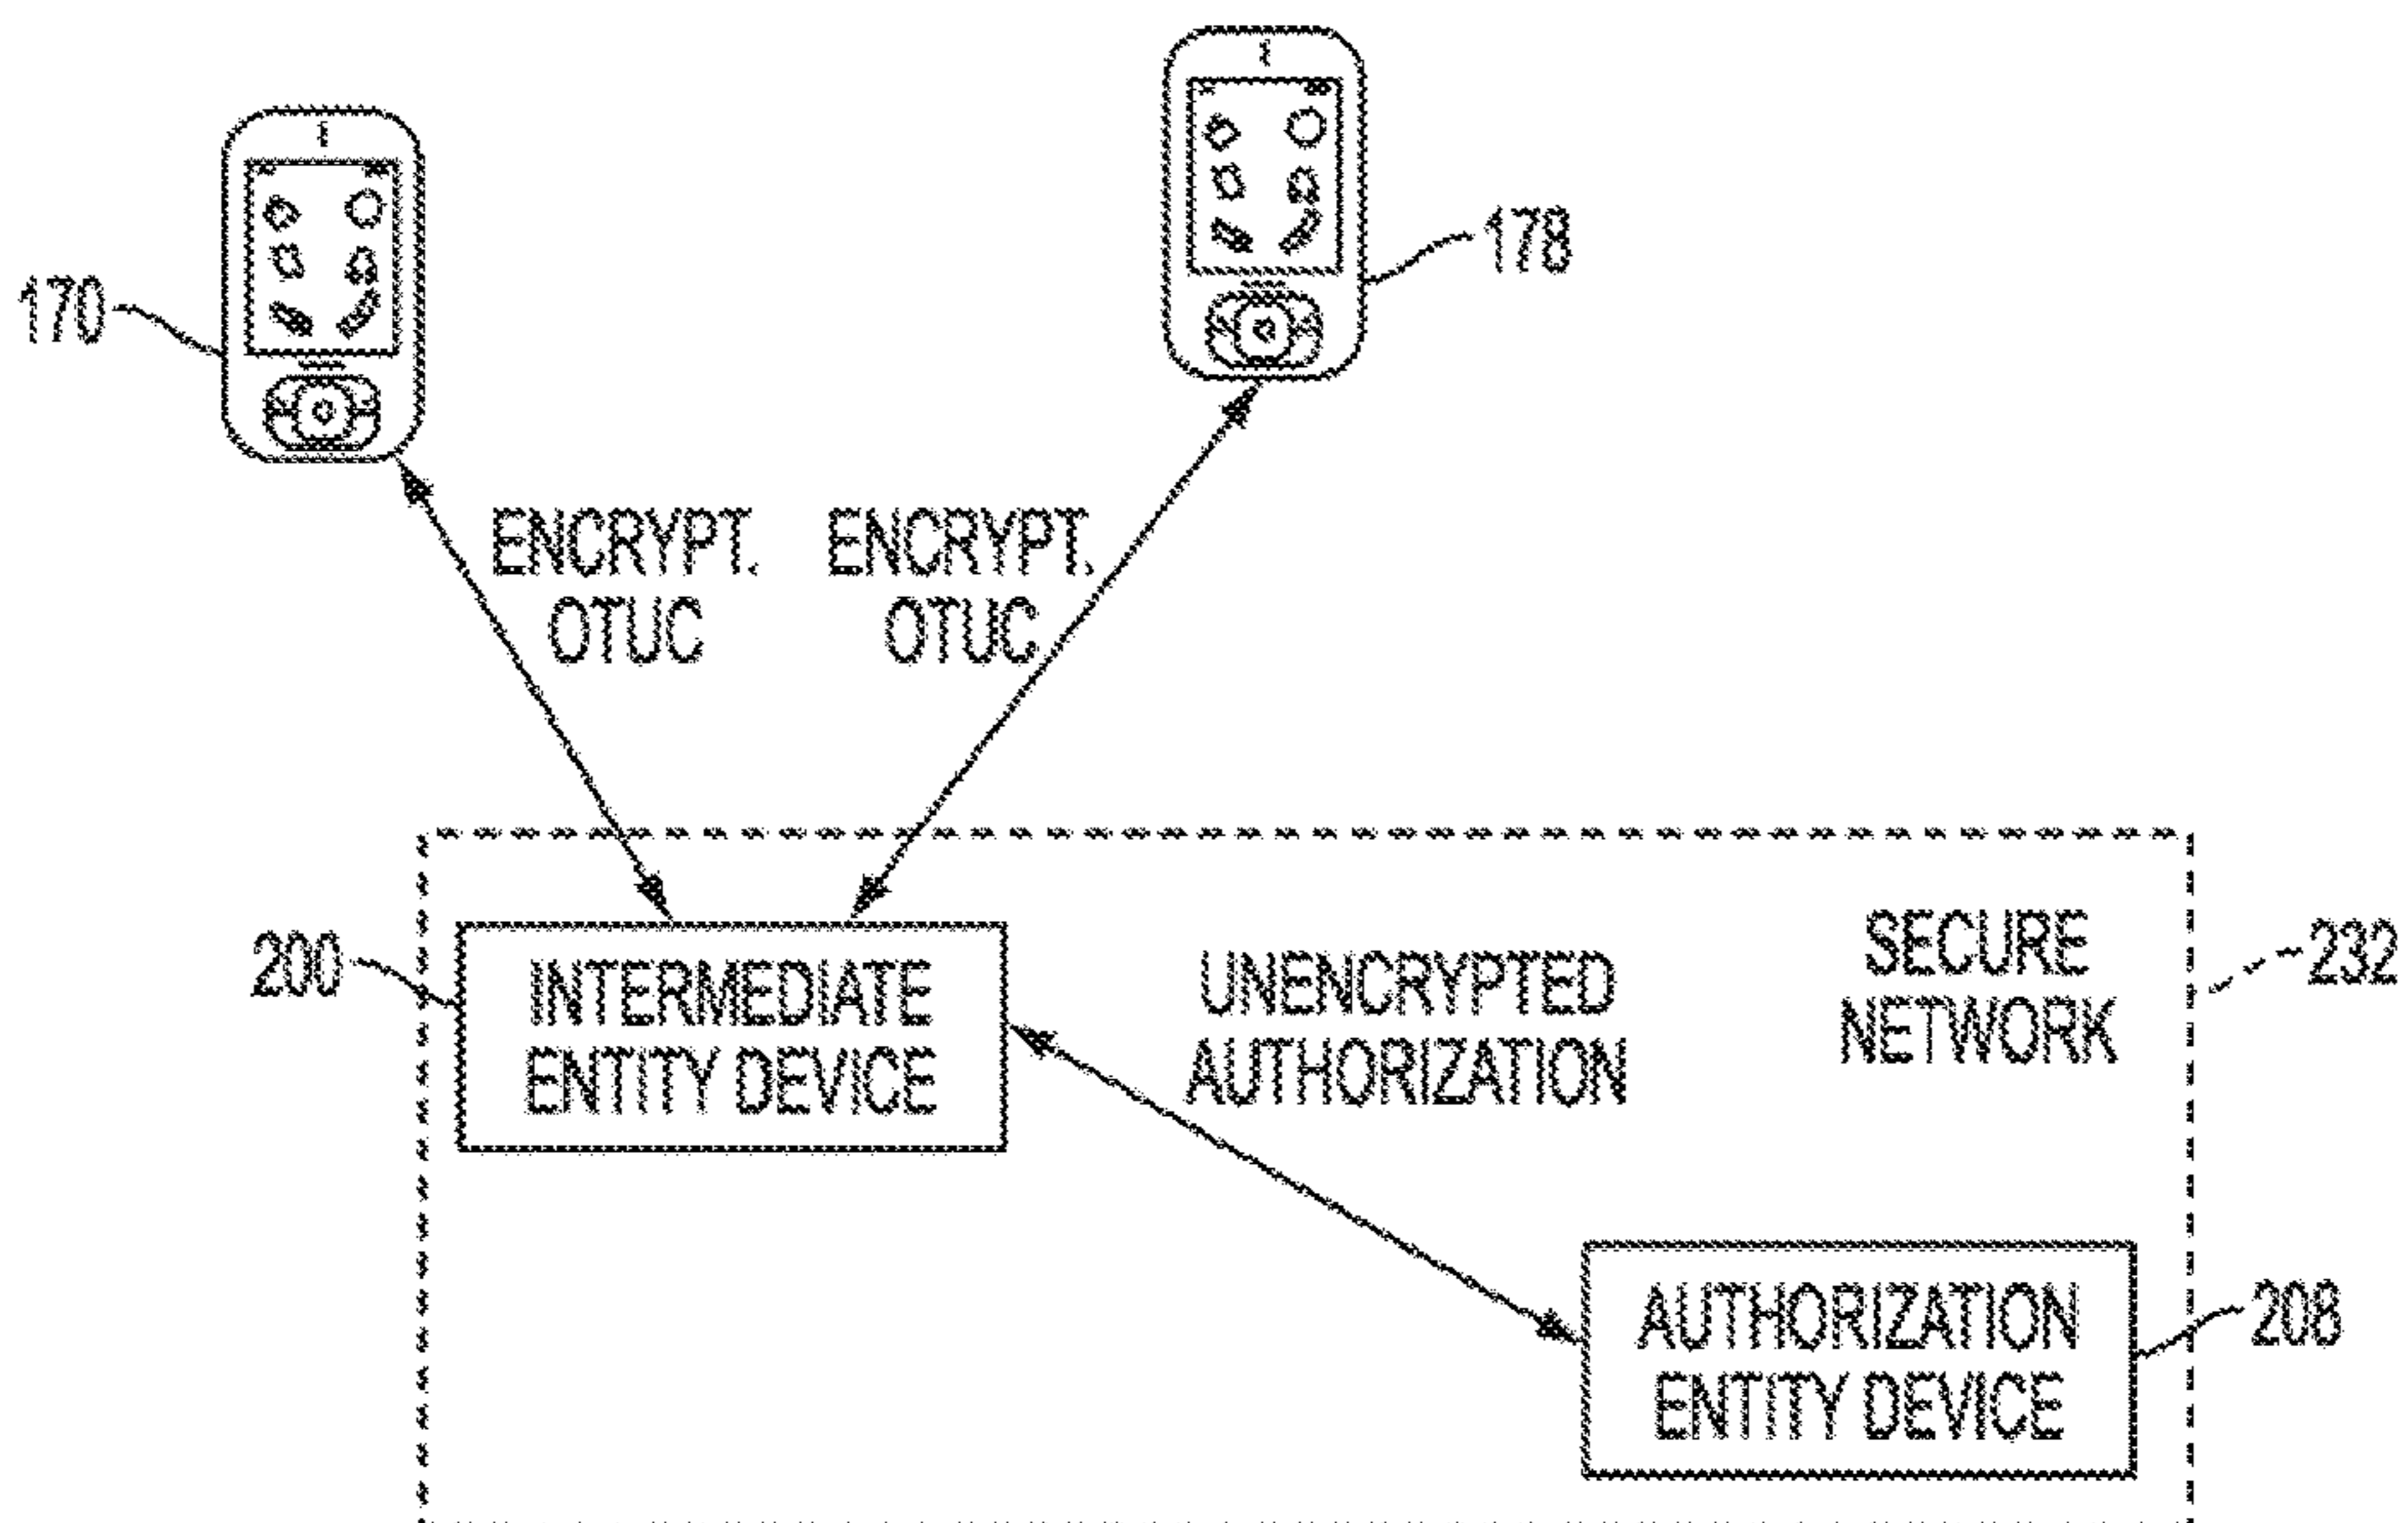 170
178
ENCRYPT.
OTUC
ENCRYPT.
OTUC
200
INTERMEDIATE
ENTITY DEVICE
UNENCRYPTED
AUTHORIZATION
SECURE
NETWORK
232
AUTHORIZATION
ENTITY DEVICE
208